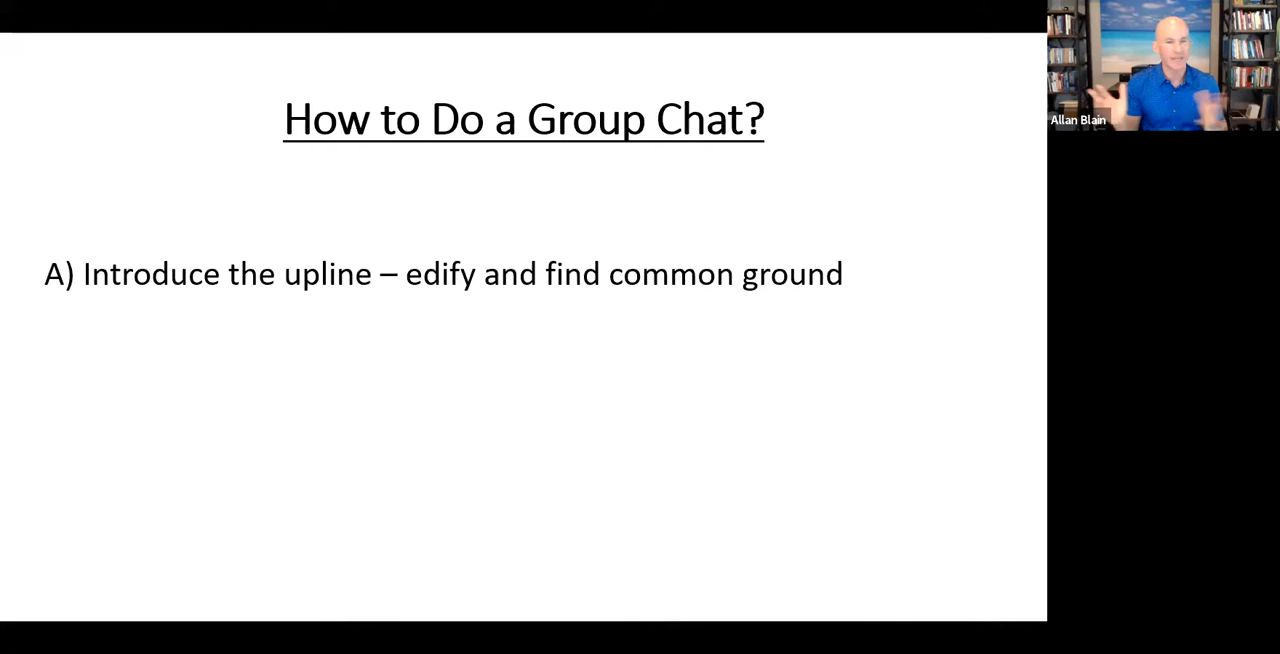 How to Do a Group Chat?
Allan Blain
A) Introduce the upline – edify and find common ground